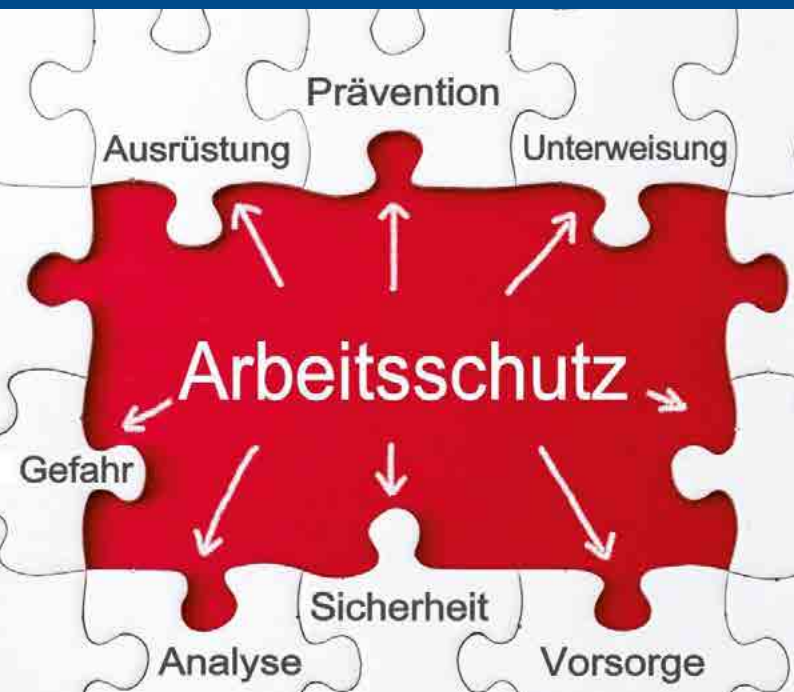 Prävention
Ausrüstung
Unterweisung
Arbeitsschutz
Gefahr
Sicherheit
Analyse
Vorsorge